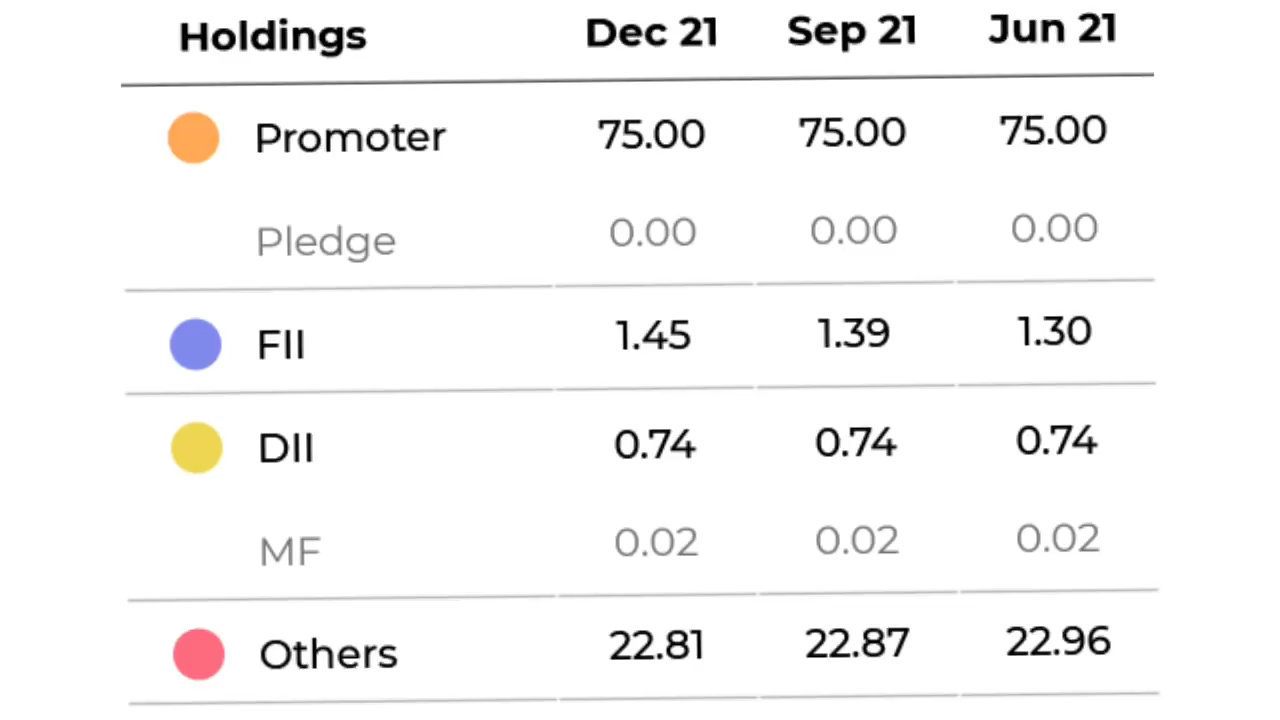 Holdings Dec 21 Sep 21 Jun 21
Promoter 75.00 75.00 75.00
Pledge 0.00 0.00 0.00
FII 1.45 1.39 1.30
DII 0.74 0.74 0.74
MF 0.02 0.02 0.02
Others 22.81 22.87 22.96